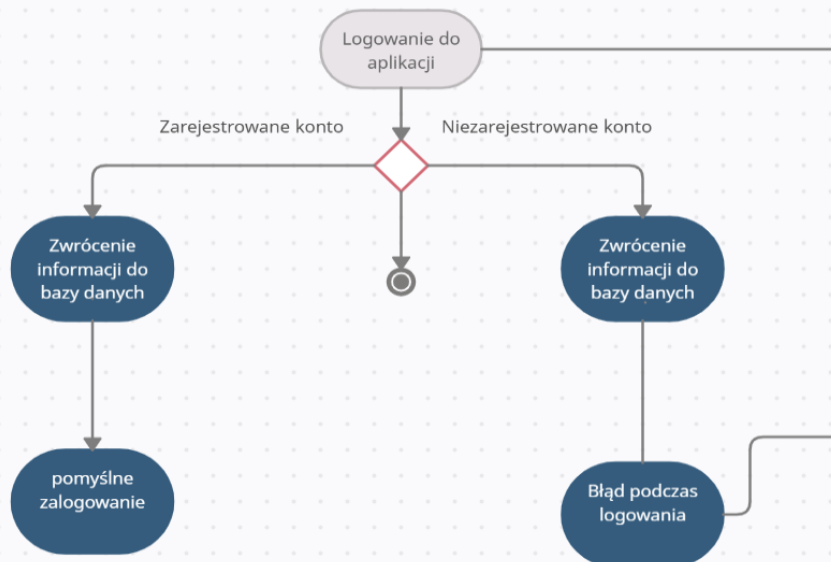 Logowanie do
aplikacji
Zarejestrowane konto
Niezarejestrowane konto
Zwrócenie
informacji do
bazy danych
Zwrócenie
informacji do
bazy danych
pomyślne
zalogowanie
Błąd podczas
logowania